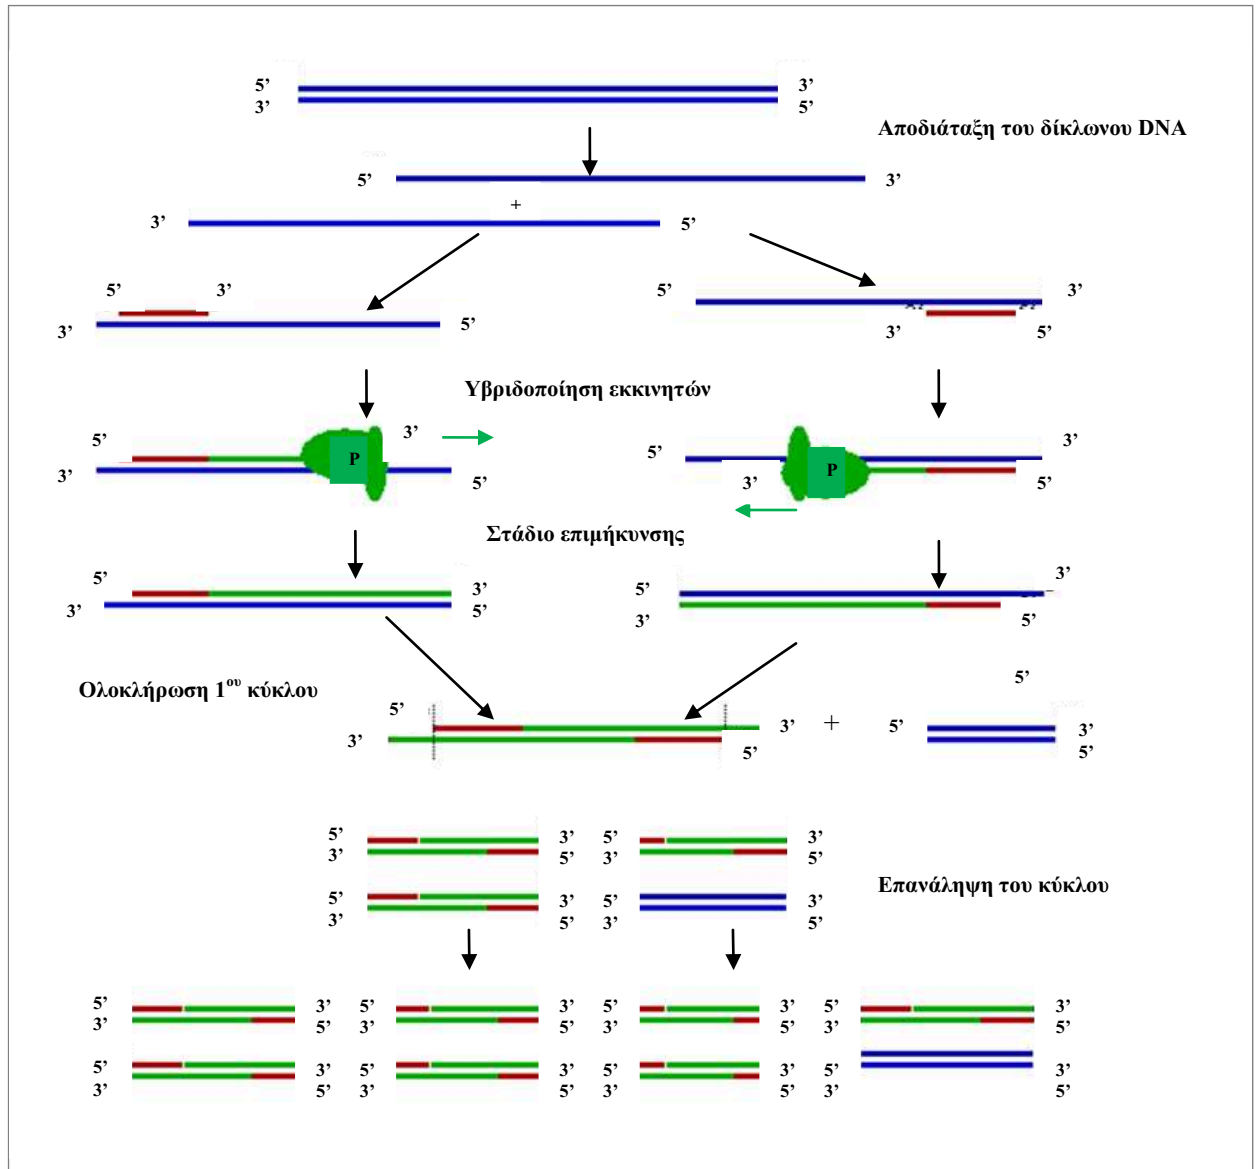 5’ 3’
3’ 5’
Αποδιάταξη του δίκλωνου DNA
5’ 3’
+
3’ 5’
5’ 3’ 5’ 3’
3’ 5’ 3’ 5’
Υβριδοποίηση εκκινητών
5’ 3’ 5’ 3’
P P
3’ 5’ 3’ 5’
Στάδιο επιμήκυνσης
5’ 3’ 5’ 3’
3’ 5’ 3’ 5’
Ολοκλήρωση 1ου κύκλου
5’
5’ 3’ + 5’ 3’
3’ 5’ 5’
5’ 3’ 5’ 3’
3’ 5’ 3’ 5’
Επανάληψη του κύκλου
5’ 3’ 5’ 3’
3’ 5’ 3’ 5’
5’ 3’ 5’ 3’ 5’ 3’ 5’ 3’
3’ 5’ 3’ 5’ 3’ 5’ 3’ 5’
5’ 3’ 5’ 3’ 5’ 3’ 3’
3’ 5’ 3’ 5’ 3’ 5’